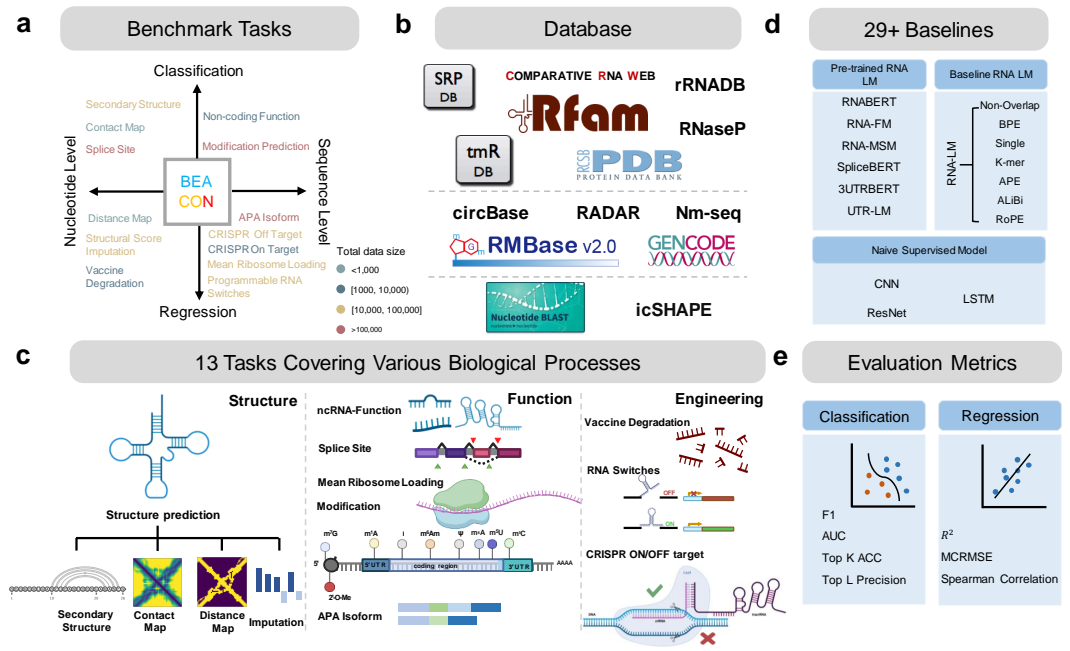 a
Benchmark Tasks
Classification
Secondary Structure
Contact Map
Splice Site
Non-coding Function
Modification Prediction
Nucleotide Level
BEA
CON
Sequence Level
Distance Map
Structural Score
Imputation
Vaccine
Degradation
APA Isoform
CRISPR Off Target
CRISPR On Target
Mean Ribosome Loading
Programmable RNA
Switches
Regression
Total data size
<1,000
[1000, 10,000)
[10,000, 100,000]
>100,000
b
Database
SRP
DB
COMPARATIVE RNA WEB
rRNADB
Rfam
RNaseP
tmR
DB
RCSB
PDB
PROTEIN DATA BANK
circBase
RADAR
Nm-seq
m
G
m
RMBase v2.0
GENCODE
Nucleotide BLAST
icSHAPE
d
29+ Baselines
Pre-trained RNA
LM
RNABERT
RNA-FM
RNA-MSM
SpliceBERT
3UTRBERT
UTR-LM
Baseline RNA LM
RNA-LM
Non-Overlap
BPE
Single
K-mer
APE
ALiBi
RoPE
Naive Supervised Model
CNN
LSTM
ResNet
c
13 Tasks Covering Various Biological Processes
Structure
Structure prediction
Secondary
Structure
Contact
Map
Distance
Map
Imputation
Function
ncRNA-Function
Splice Site
Mean Ribosome Loading
Modification
m⁷G
m¹A
I
m⁶Am
ψ
m⁶A
m⁵U
m⁵C
5'
5'UTR
coding region
3'UTR
AAAA
2'-O-Me
APA Isoform
Engineering
Vaccine Degradation
RNA Switches
OFF
ON
CRISPR ON/OFF target
DNA
e
Evaluation Metrics
Classification
F1
AUC
Top K ACC
Top L Precision
Regression
R²
MCRMSE
Spearman Correlation